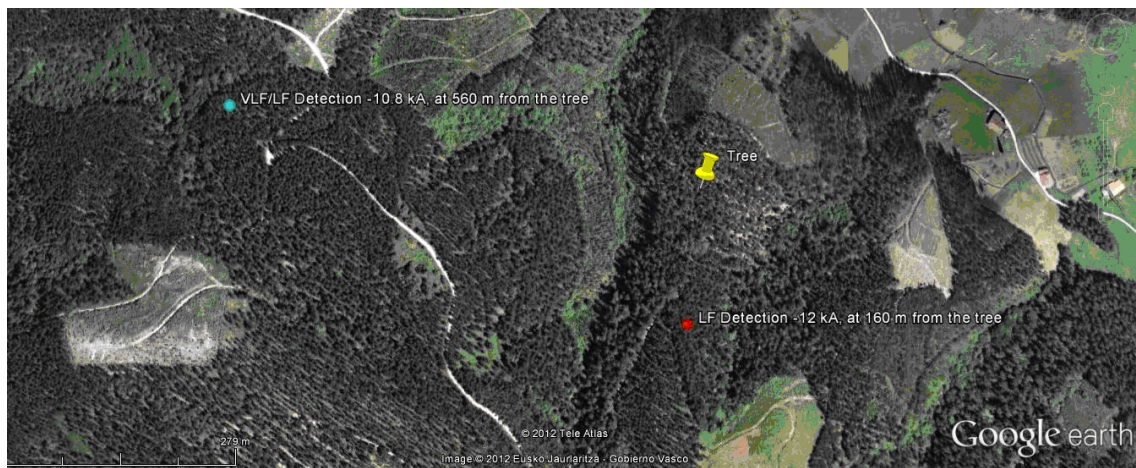 VLF/LF Detection -10.8 kA, at 560 m from the tree
Tree
LF Detection -12 kA, at 160 m from the tree
279 m
© 2012 Tele Atlas
Image © 2012 Eusko Jaurlaritza - Gobierno Vasco
Google earth